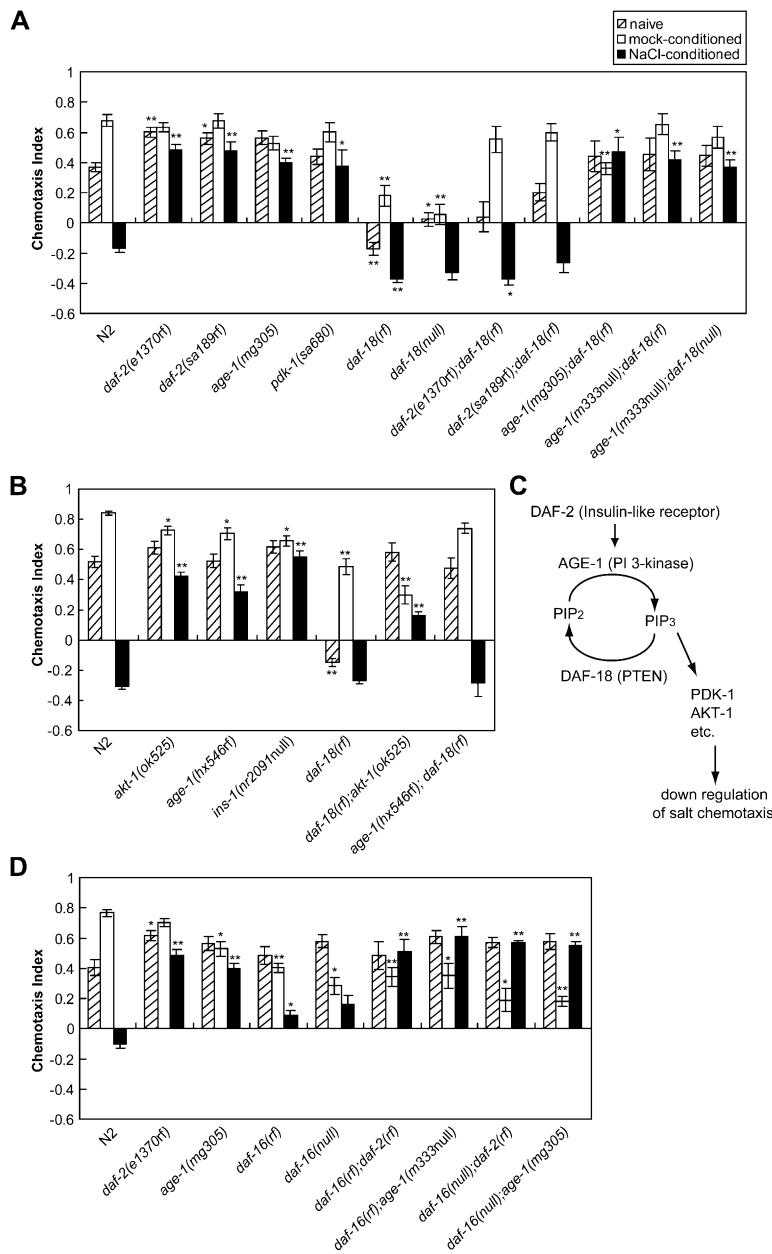 A
naive
mock-conditioned
NaCl-conditioned
Chemotaxis Index
1
0.8
0.6
0.4
0.2
0
-0.2
-0.4
-0.6
** ** * ** ** * ** ** ** ** * ** * ** * ** **
N2
daf-2(e1370rf)
daf-2(sa189rf)
age-1(mg305)
pdk-1(sa680)
daf-18(rf)
daf-18(null)
daf-2(e1370rf);daf-18(rf)
daf-2(sa189rf);daf-18(rf)
age-1(mg305);daf-18(rf)
age-1(m333null);daf-18(rf)
age-1(m333null);daf-18(null)
B
Chemotaxis Index
1
0.8
0.6
0.4
0.2
0
-0.2
-0.4
-0.6
* ** * ** * ** ** ** ** **
N2
akt-1(ok525)
age-1(hx546rf)
ins-1(nr2091null)
daf-18(rf)
daf-18(rf);akt-1(ok525)
age-1(hx546rf); daf-18(rf)
C
DAF-2 (Insulin-like receptor)
AGE-1 (PI 3-kinase)
PIP2
PIP3
DAF-18 (PTEN)
PDK-1
AKT-1
etc.
down regulation
of salt chemotaxis
D
Chemotaxis Index
1
0.8
0.6
0.4
0.2
0
-0.2
-0.4
-0.6
* ** * ** ** * * ** ** * ** * ** ** **
N2
daf-2(e1370rf)
age-1(mg305)
daf-16(rf)
daf-16(null)
daf-16(rf);daf-2(rf)
daf-16(rf);age-1(m333null)
daf-16(null);daf-2(rf)
daf-16(null);age-1(mg305)